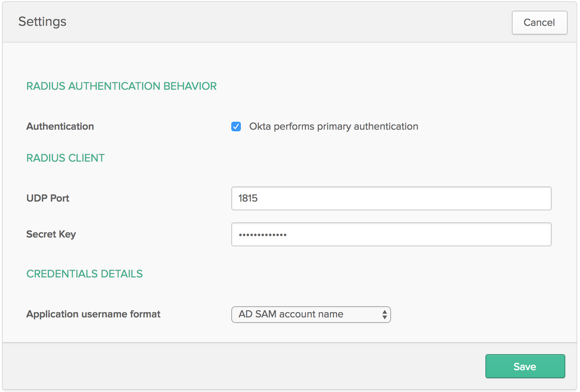 Settings
Cancel
RADIUS AUTHENTICATION BEHAVIOR
Authentication
Okta performs primary authentication
RADIUS CLIENT
UDP Port
1815
Secret Key
•••••••••••••
CREDENTIALS DETAILS
Application username format
AD SAM account name
Save